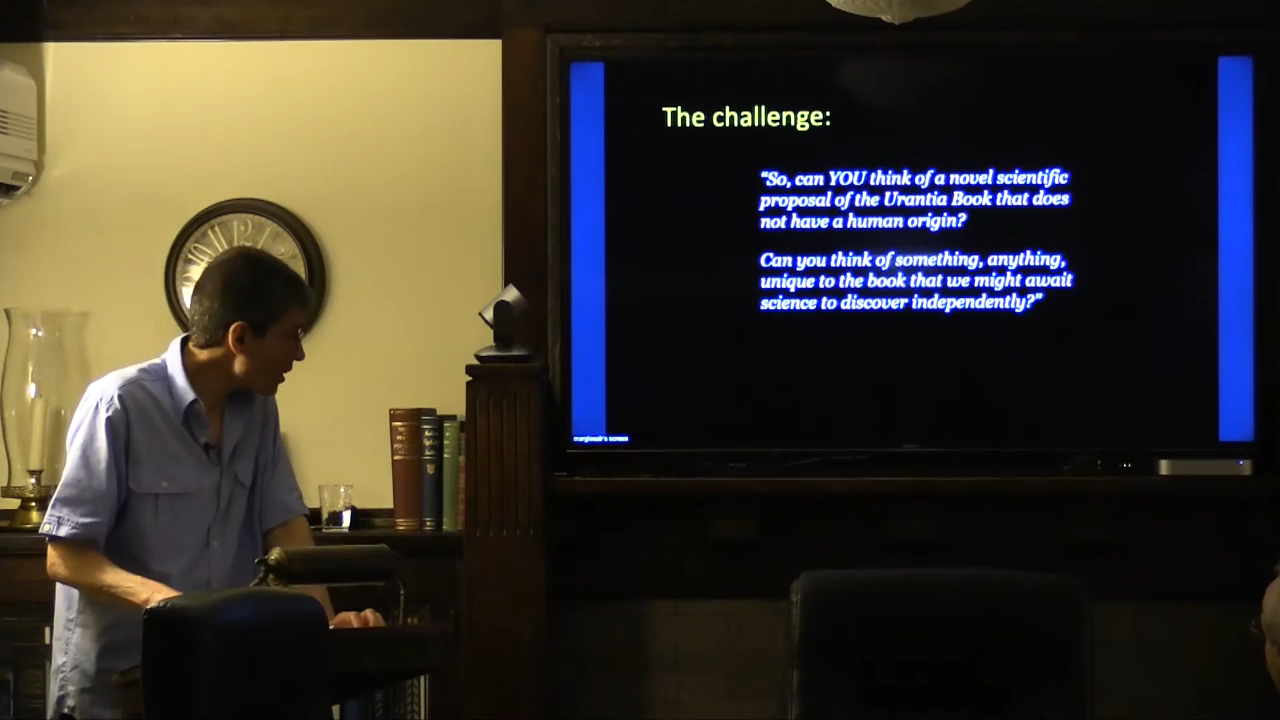 The challenge:
“So, can YOU think of a novel scientific
proposal of the Urantia Book that does
not have a human origin?
Can you think of something, anything,
unique to the book that we might await
science to discover independently?”